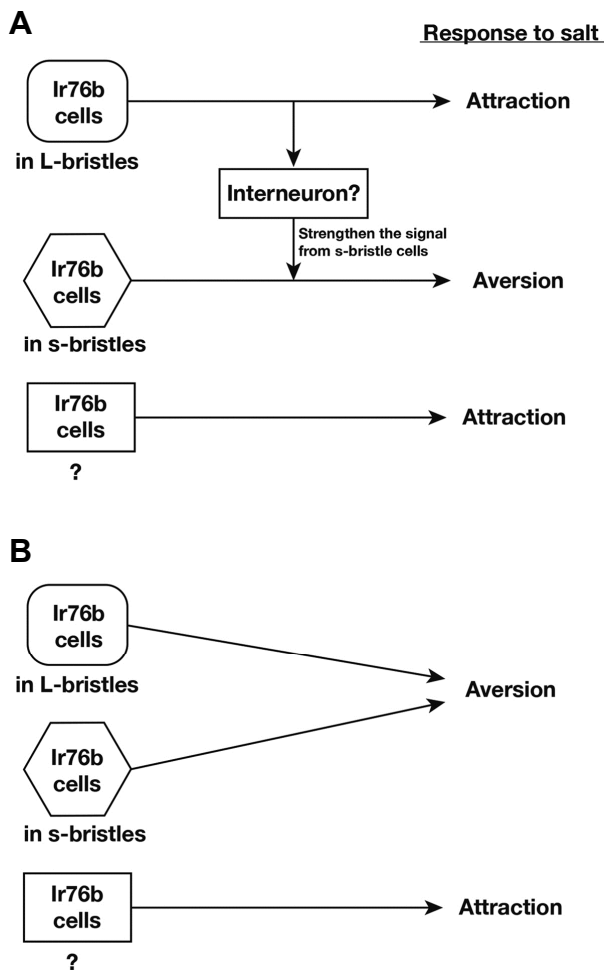 A
Response to salt
Ir76b
cells
in L-bristles
Attraction
Interneuron?
Strengthen the signal
from s-bristle cells
Ir76b
cells
in s-bristles
Aversion
Ir76b
cells
?
Attraction
B
Ir76b
cells
in L-bristles
Aversion
Ir76b
cells
in s-bristles
Ir76b
cells
?
Attraction